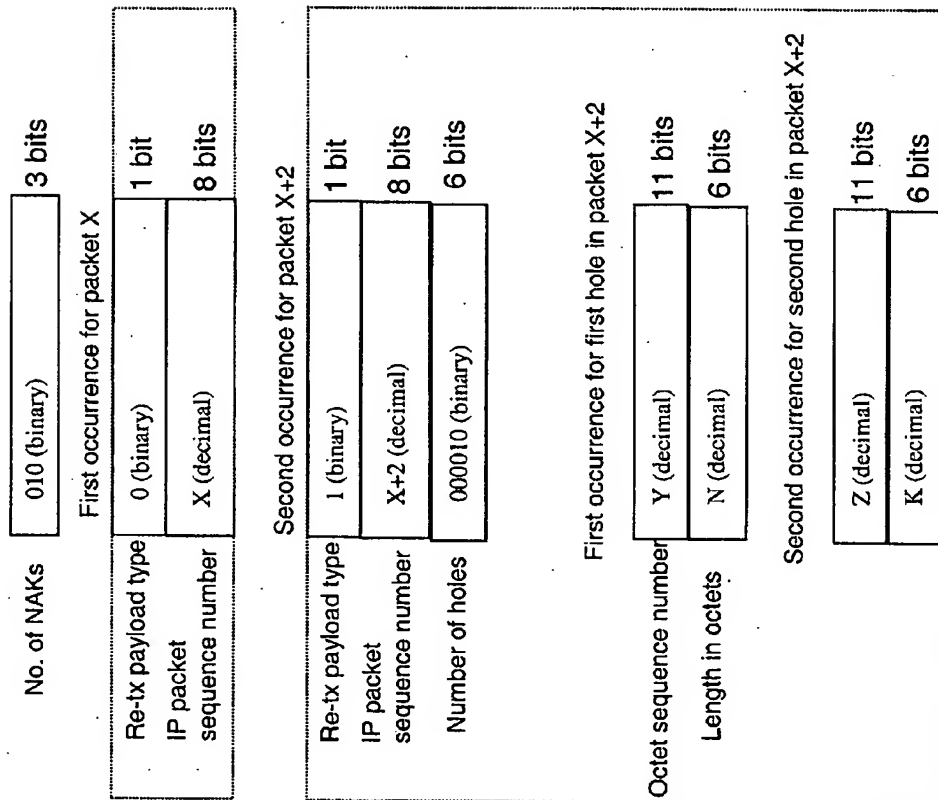 No. of NAKs 010 (binary) 3 bits
First occurrence for packet X
Re-tx payload type 0 (binary) 1 bit
IP packet
sequence number X (decimal) 8 bits
Second occurrence for packet X+2
Re-tx payload type 1 (binary) 1 bit
IP packet
sequence number X+2 (decimal) 8 bits
Number of holes 000010 (binary) 6 bits
First occurrence for first hole in packet X+2
Octet sequence number Y (decimal) 11 bits
Length in octets N (decimal) 6 bits
Second occurrence for second hole in packet X+2
Z (decimal) 11 bits
K (decimal) 6 bits